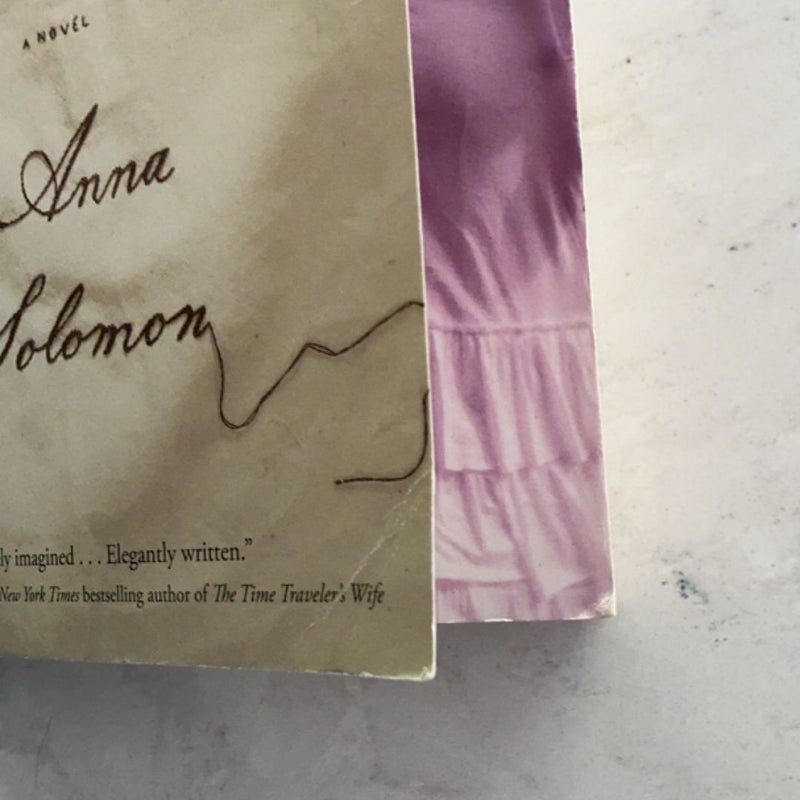 A NOVEL
Anna
Solomon
ly imagined . . . Elegantly written.”
New York Times bestselling author of The Time Traveler’s Wife